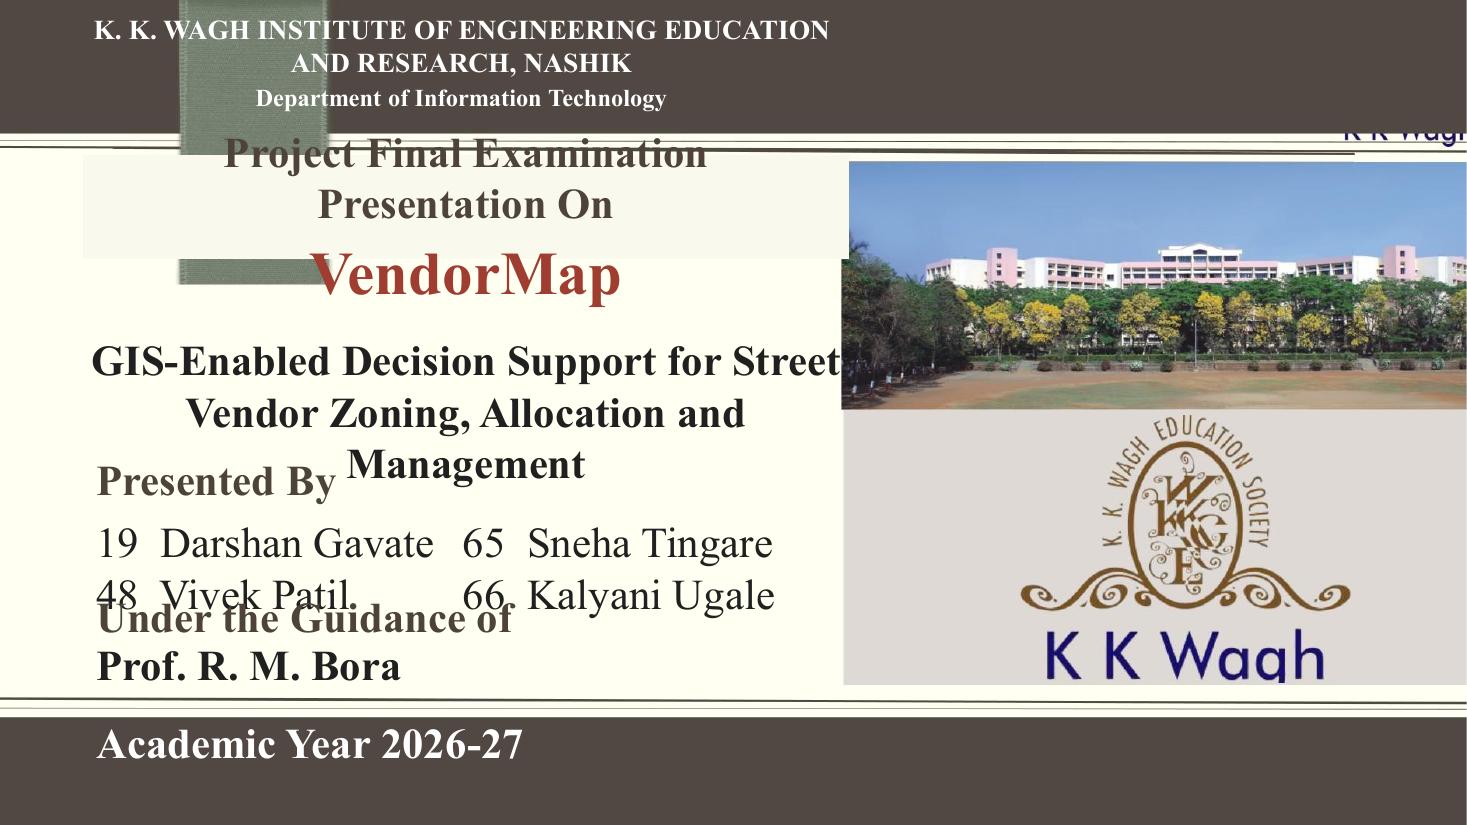 K. K. WAGH INSTITUTE OF ENGINEERING EDUCATION
AND RESEARCH, NASHIK
Department of Information Technology
K K Wagh
Project Final Examination
Presentation On
VendorMap
GIS-Enabled Decision Support for Street
Vendor Zoning, Allocation and
Management
Presented By
19 Darshan Gavate 65 Sneha Tingare
48 Vivek Patil 66 Kalyani Ugale
Under the Guidance of
Prof. R. M. Bora
K. K. WAGH EDUCATION SOCIETY
K K Wagh
Academic Year 2026-27